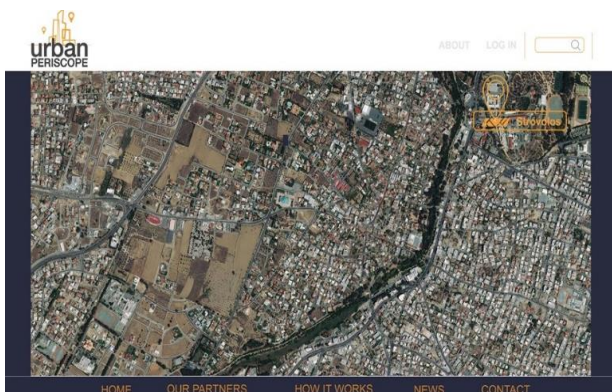 urban
PERISCOPE
ABOUT LOG IN
Strovolos
HOME OUR PARTNERS HOW IT WORKS NEWS CONTACT